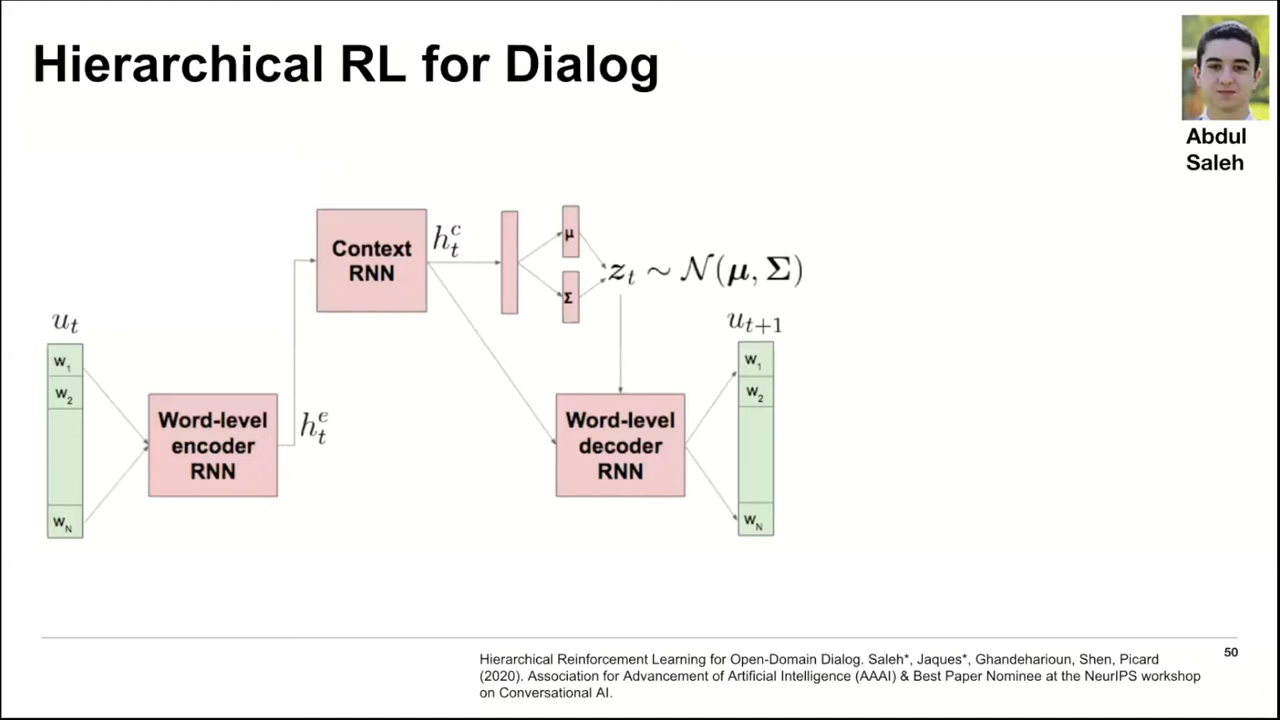 Hierarchical RL for Dialog
Abdul
Saleh
Context
RNN
h_t^c
μ
Σ
z_t ∼ N(μ, Σ)
u_t
w_1
w_2
w_N
Word-level
encoder
RNN
h_t^e
Word-level
decoder
RNN
u_{t+1}
w_1
w_2
w_N
Hierarchical Reinforcement Learning for Open-Domain Dialog. Saleh*, Jaques*, Ghandeharioun, Shen, Picard
(2020). Association for Advancement of Artificial Intelligence (AAAI) & Best Paper Nominee at the NeurIPS workshop
on Conversational AI.
50